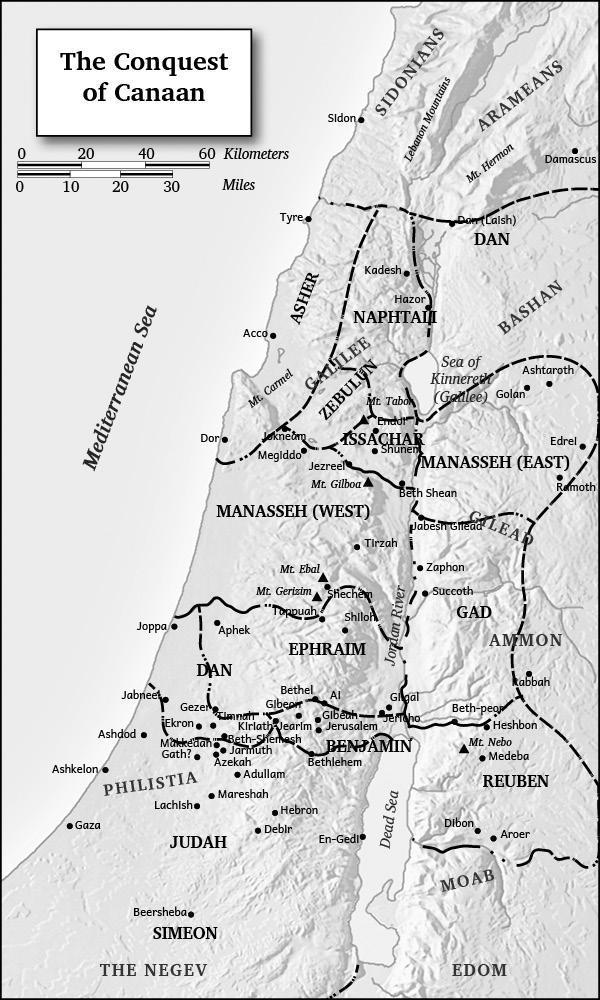 The Conquest
of Canaan
0 20 40 60 Kilometers
0 10 20 30 Miles
SIDONIANS
Lebanon Mountains
ARAMEANS
Sidon
Mt. Hermon
Damascus
Tyre
Dan (Laish)
DAN
Kadesh
ASHER
Hazor
NAPHTALI
BASHAN
Acco
GALILEE
Sea of
Kinnereth
(Galilee)
Ashtaroth
Golan
Mediterranean Sea
Mt. Carmel
ZEBULUN
Mt. Tabor
Endor
Dor
Jokneam
ISSACHAR
Edrei
Megiddo
Shunem
Jezreel
MANASSEH (EAST)
Mt. Gilboa
Beth Shean
Ramoth
MANASSEH (WEST)
Jabesh Gilead
GILEAD
Tirzah
Zaphon
Mt. Ebal
Mt. Gerizim
Shechem
Succoth
Tappuah
Shiloh
GAD
Joppa
Aphek
Jordan River
EPHRAIM
AMMON
DAN
Rabbah
Jabneel
Bethel
Ai
Gezer
Gibeon
Gilgal
Timnah
Gibeah
Jericho
Beth-peor
Ekron
Kiriath-Jearim
Jerusalem
Heshbon
Ashdod
Makkedah
Beth-Shemesh
BENJAMIN
Mt. Nebo
Gath?
Jarmuth
Medeba
Azekah
Bethlehem
Ashkelon
Adullam
PHILISTIA
REUBEN
Mareshah
Lachish
Hebron
Gaza
Debir
Dead Sea
Dibon
JUDAH
En-Gedi
Aroer
MOAB
Beersheba
SIMEON
THE NEGEV
EDOM